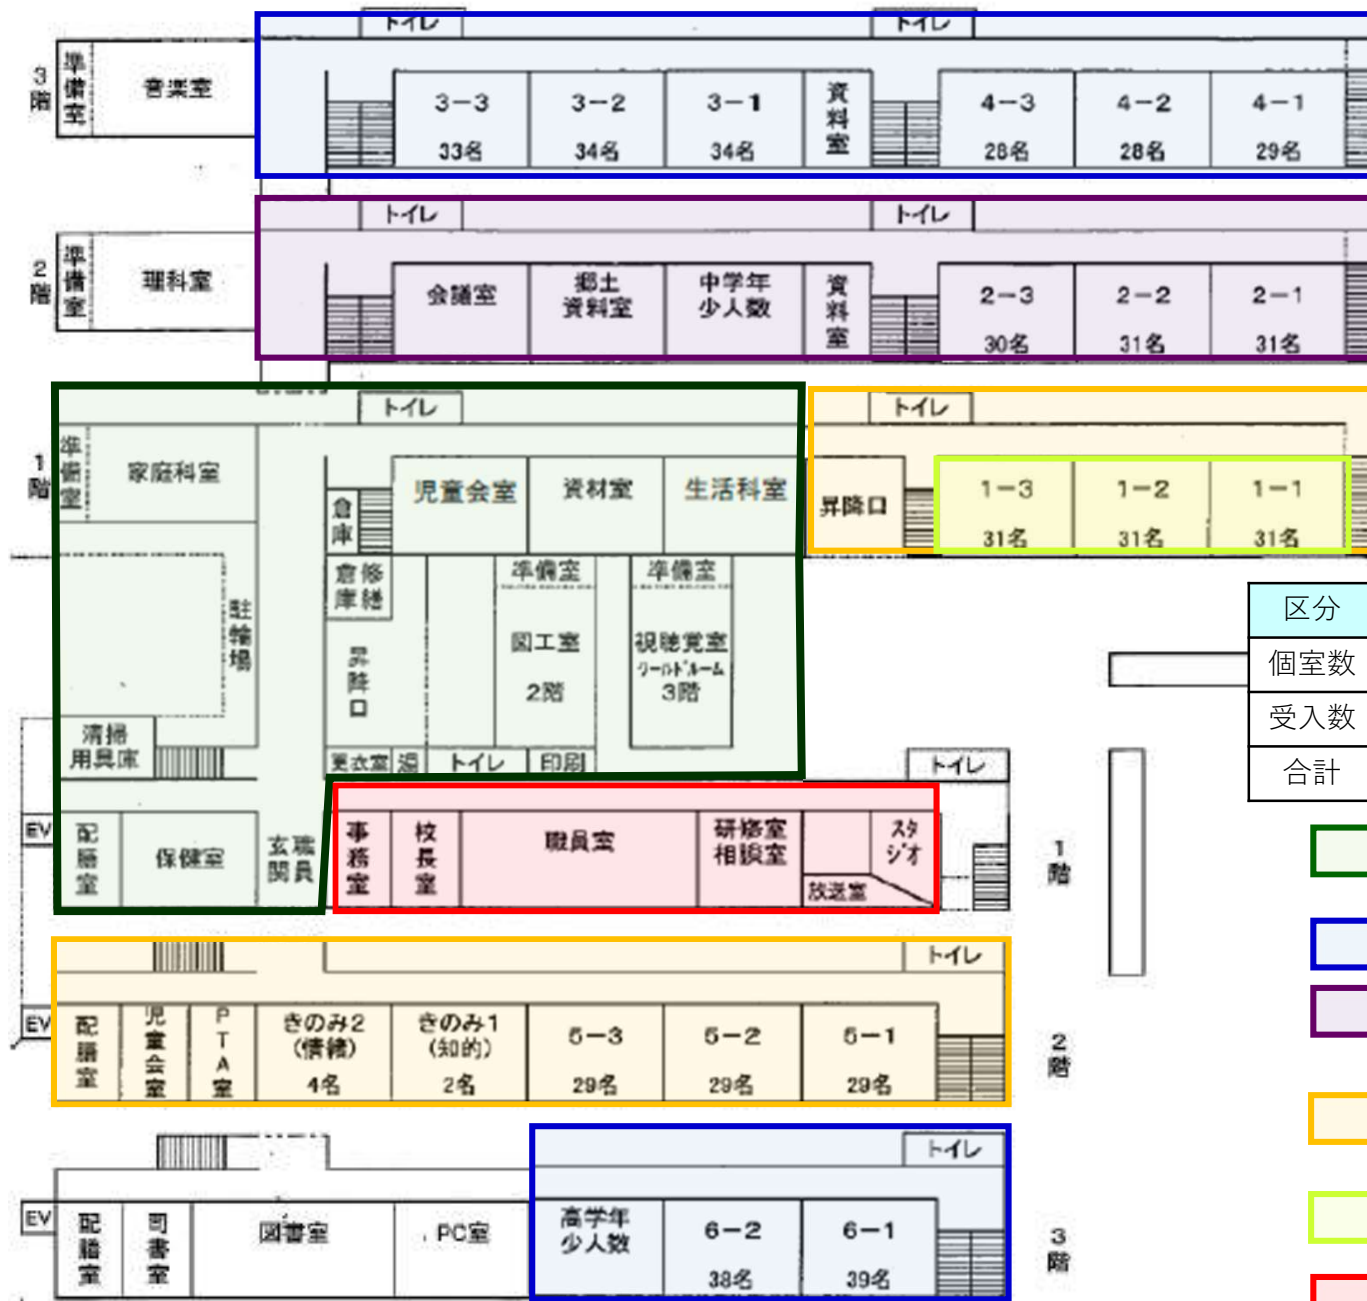 トイレ
トイレ
3階
準備室
音楽室
3－3
33名
3－2
34名
3－1
34名
資料室
4－3
28名
4－2
28名
4－1
29名
トイレ
トイレ
2階
準備室
理科室
会議室
郷土
資料室
中学年
少人数
資料室
2－3
30名
2－2
31名
2－1
31名
トイレ
トイレ
1階
準備室
家庭科室
倉庫
児童会室
資材室
生活科室
昇降口
1－3
31名
1－2
31名
1－1
31名
修繕
倉庫
準備室
準備室
駐輪場
昇降口
図工室
2階
視聴覚室
ワールドルーム
3階
清掃
用具庫
更衣室
トイレ
印刷
トイレ
区分
個室数
受入数
合計
EV
配膳室
保健室
職員
玄関
事務室
校長室
職員室
研修室
相談室
放送室
スタジオ
1階
トイレ
EV
配膳室
児童会室
PTA室
きのみ2
(情緒)
4名
きのみ1
(知的)
2名
5－3
29名
5－2
29名
5－1
29名
2階
トイレ
EV
配膳室
司書室
図書室
PC室
高学年
少人数
6－2
38名
6－1
39名
3階